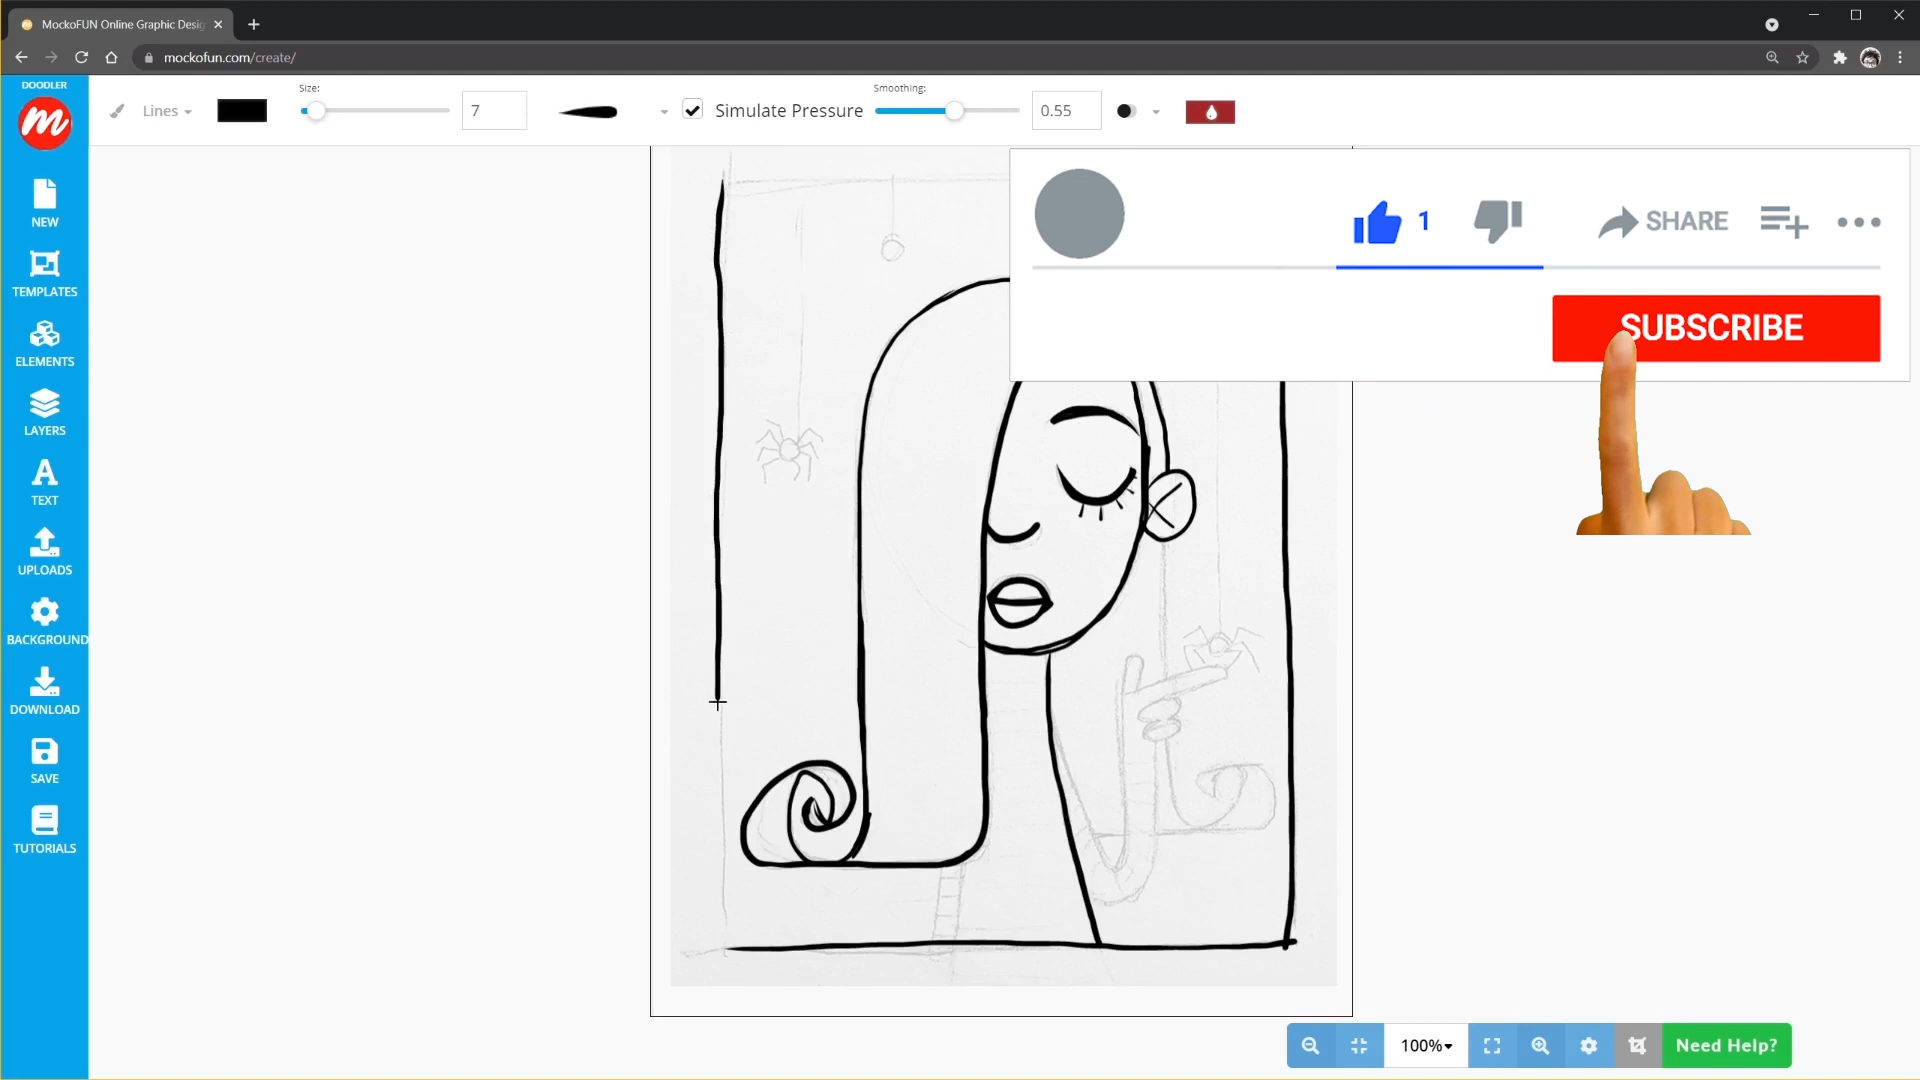 MockoFUN Online Graphic Desig
mockofun.com/create/
DOODLER
m
Lines
Size:
7
Simulate Pressure
Smoothing:
0.55
NEW
TEMPLATES
ELEMENTS
LAYERS
TEXT
UPLOADS
BACKGROUND
DOWNLOAD
SAVE
TUTORIALS
1
SHARE
SUBSCRIBE
100%
Need Help?